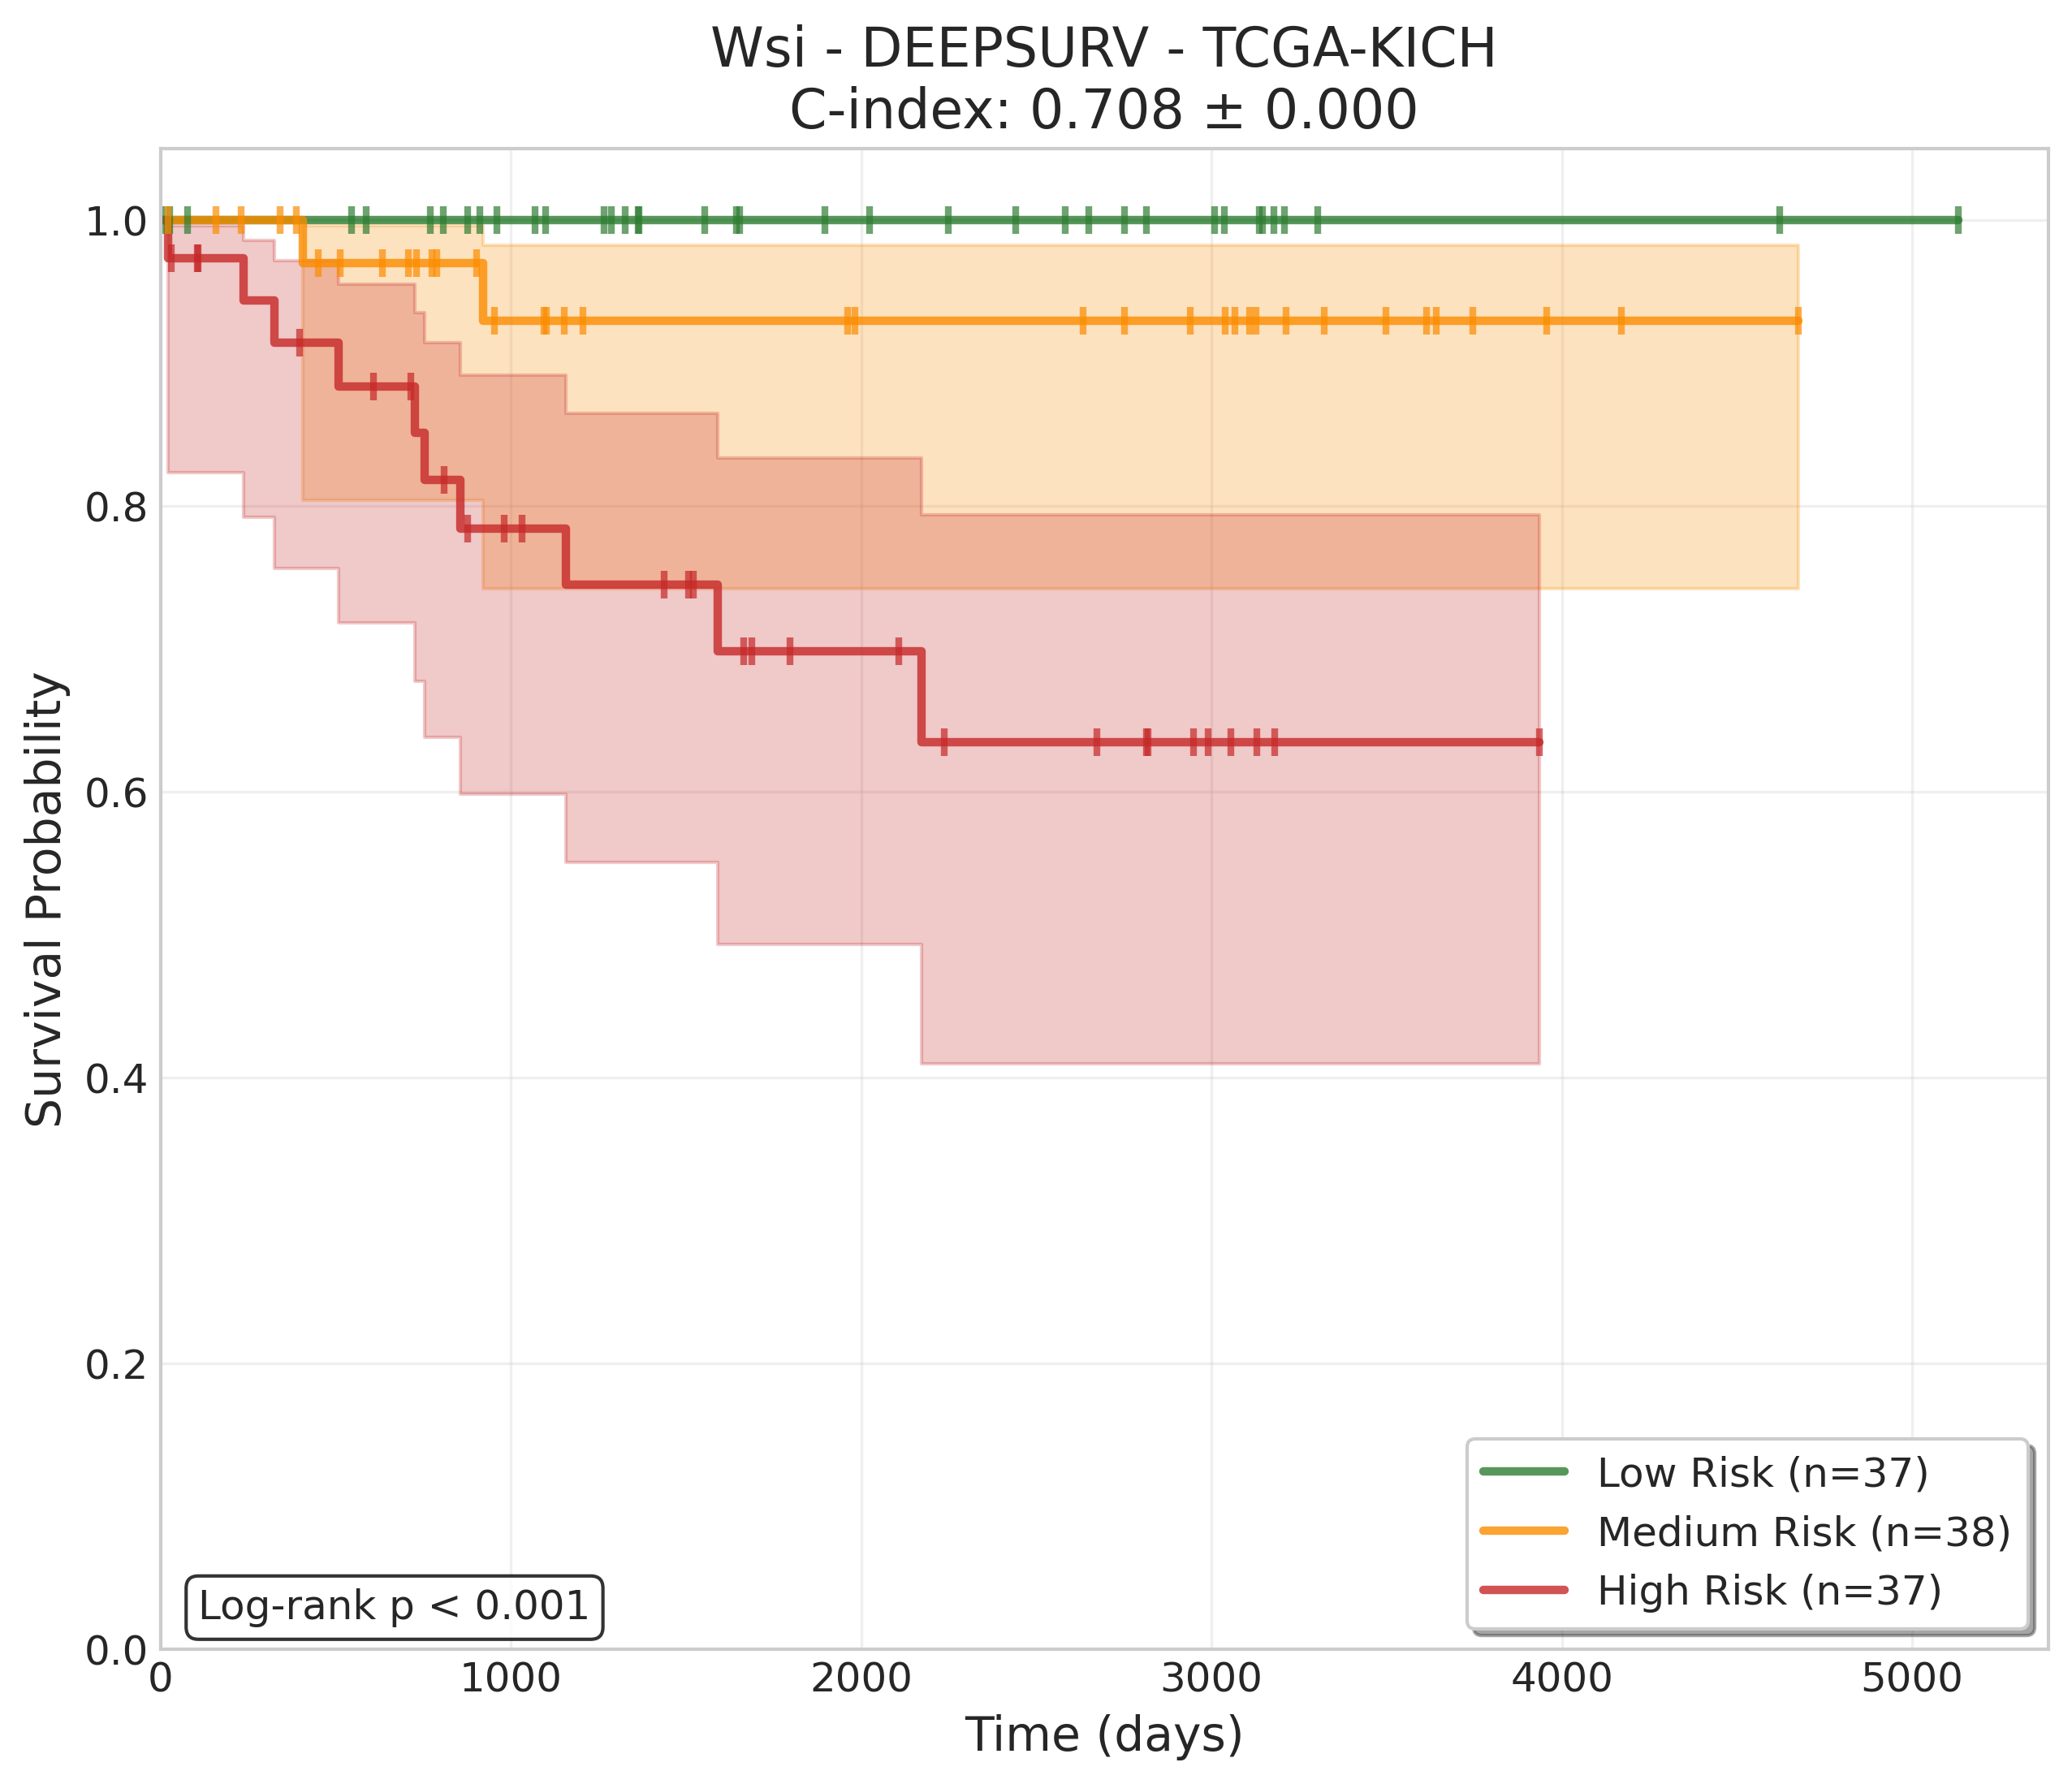 Wsi - DEEPSURV - TCGA-KICH
C-index: 0.708 ± 0.000
Survival Probability
1.0
0.8
0.6
0.4
0.2
0.0
0 1000 2000 3000 4000 5000
Time (days)
Log-rank p < 0.001
Low Risk (n=37)
Medium Risk (n=38)
High Risk (n=37)